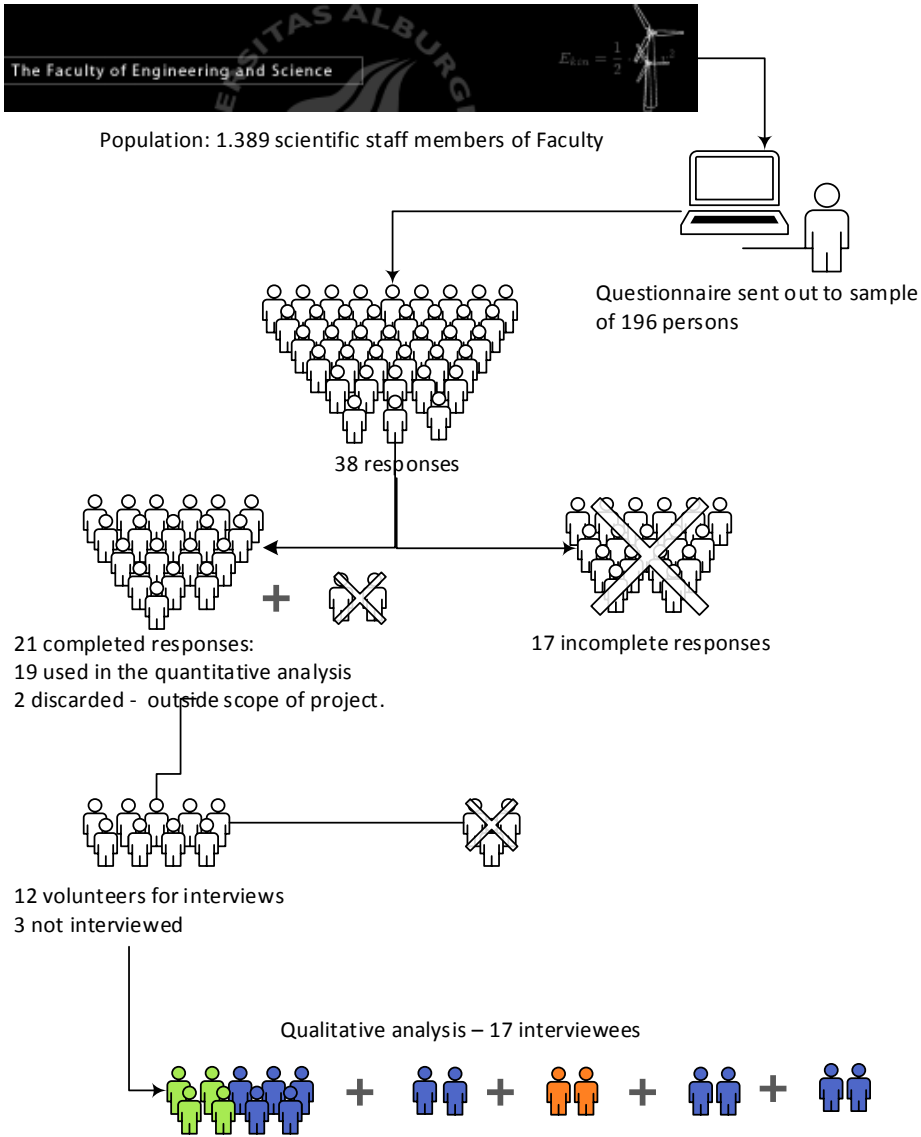 The Faculty of Engineering and Science
Population: 1.389 scientific staff members of Faculty
Questionnaire sent out to sample
of 196 persons
38 responses
21 completed responses:
19 used in the quantitative analysis
2 discarded - outside scope of project.
17 incomplete responses
12 volunteers for interviews
3 not interviewed
Qualitative analysis – 17 interviewees